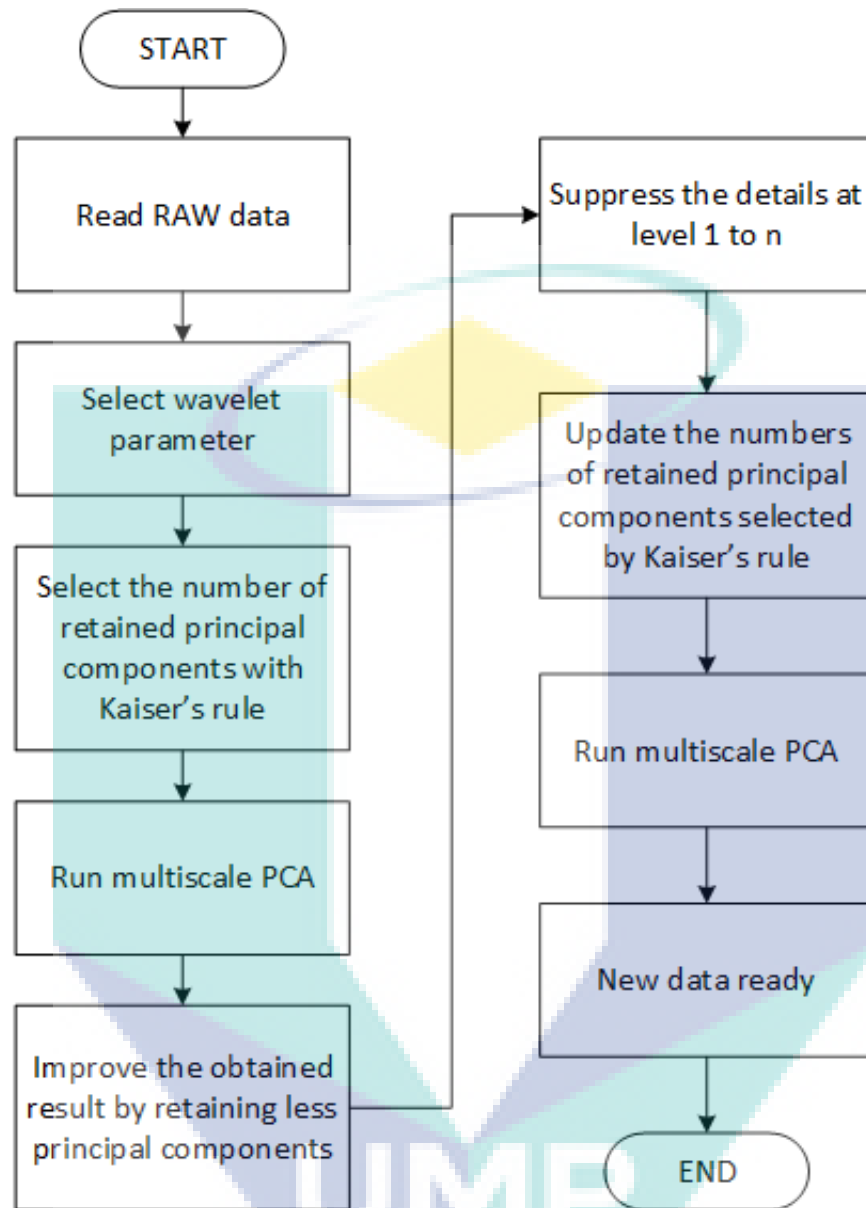 START
Read RAW data
Select wavelet
parameter
Select the number of
retained principal
components with
Kaiser's rule
Run multiscale PCA
Improve the obtained
result by retaining less
principal components
Suppress the details at
level 1 to n
Update the numbers
of retained principal
components selected
by Kaiser's rule
Run multiscale PCA
New data ready
END
UMP